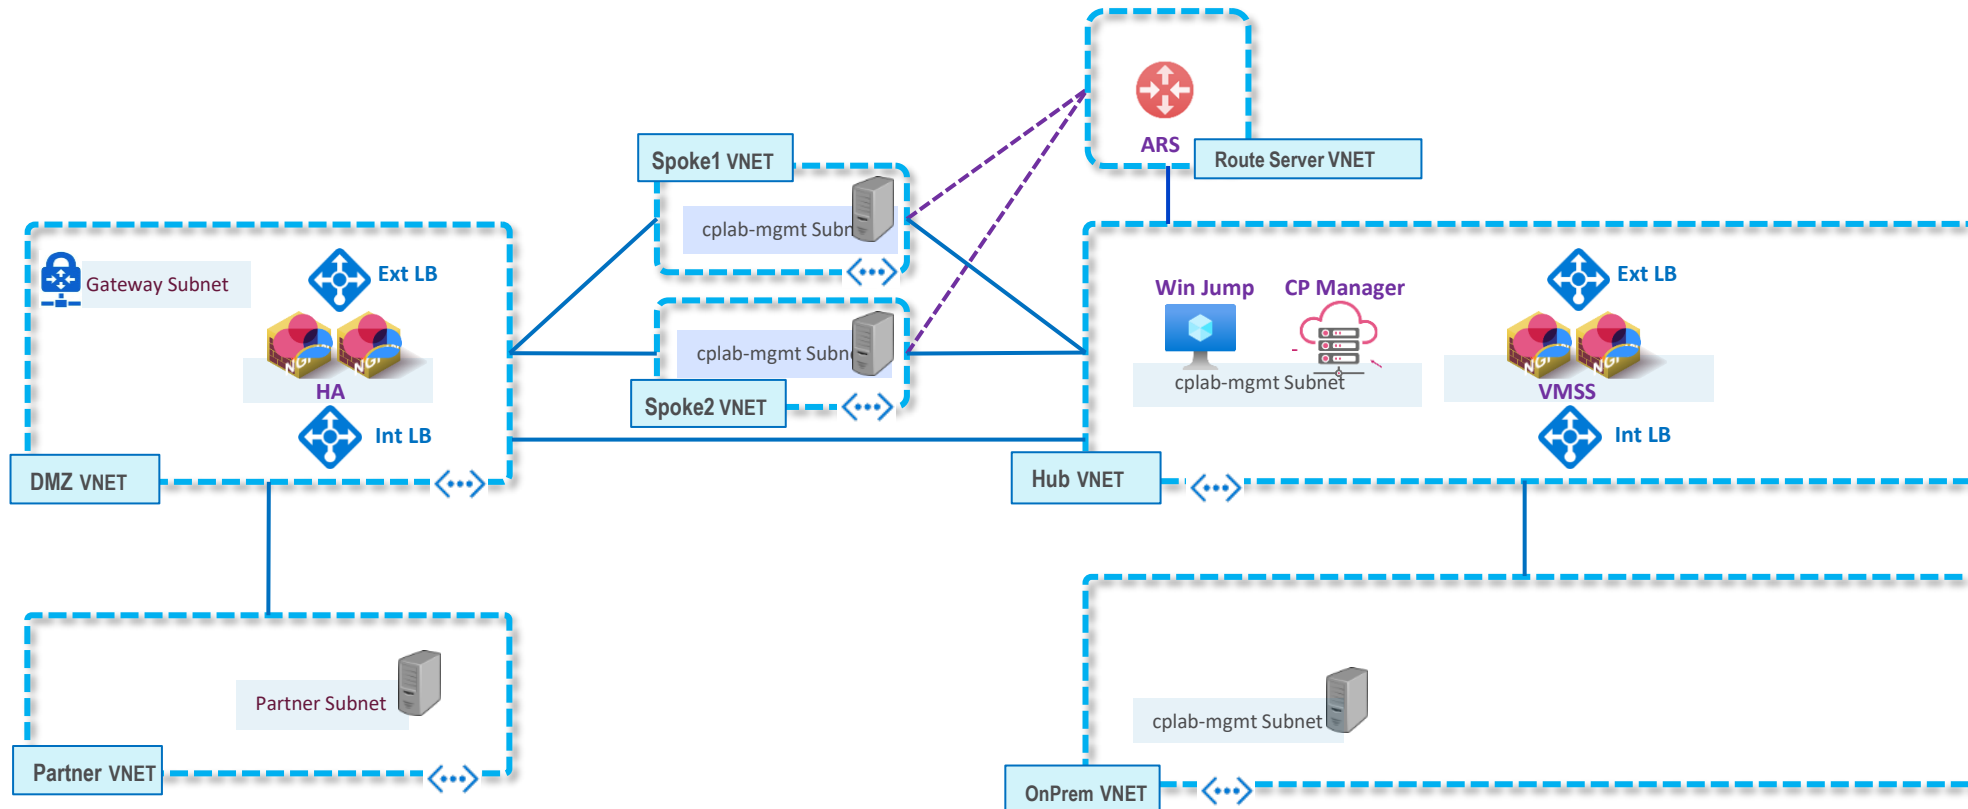 ARS
Route Server VNET
Spoke1 VNET
cplab-mgmt Subn
Gateway Subnet
Ext LB
HA
Int LB
DMZ VNET
cplab-mgmt Subn
Spoke2 VNET
Win Jump
CP Manager
cplab-mgmt Subnet
Ext LB
VMSS
Int LB
Hub VNET
Partner Subnet
Partner VNET
cplab-mgmt Subnet
OnPrem VNET